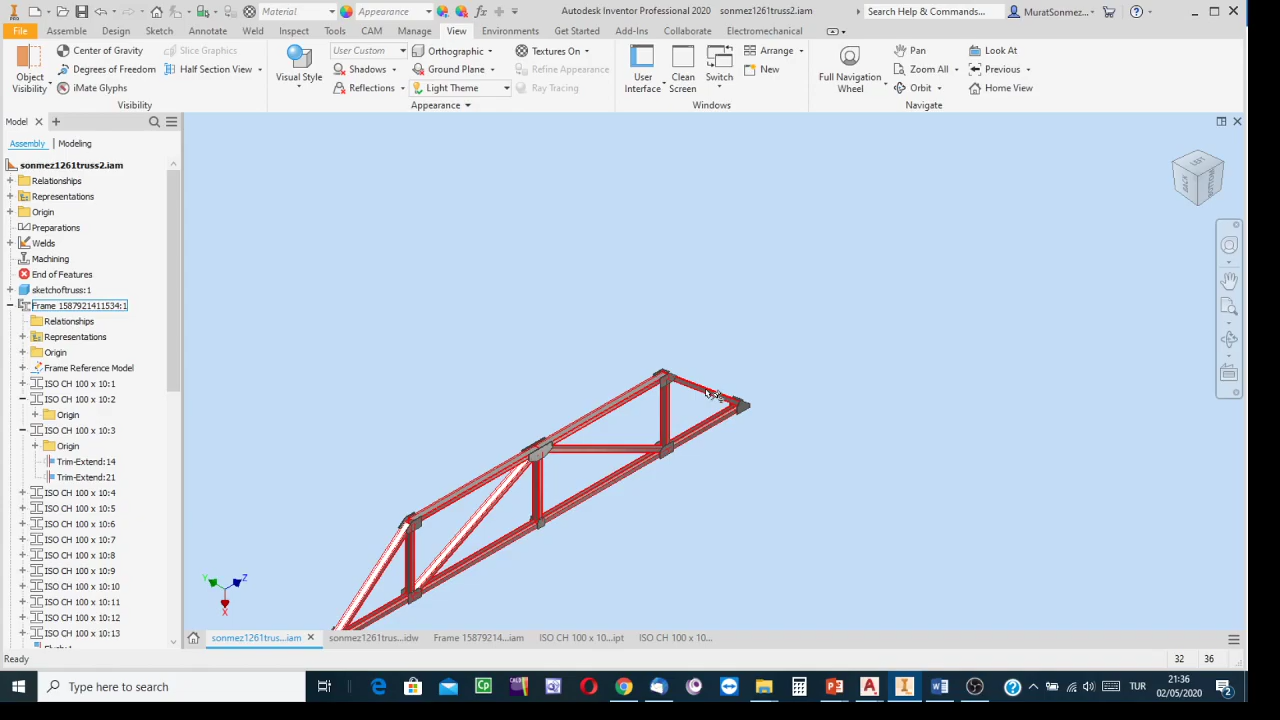 Material
Appearance
Autodesk Inventor Professional 2020 sonmez1261truss2.iam
Search Help & Commands...
MuratSonmez...
File Assemble Design Sketch Annotate Weld Inspect Tools CAM Manage View Environments Get Started Add-Ins Collaborate Electromechanical
Object Visibility
Center of Gravity
Degrees of Freedom
iMate Glyphs
Slice Graphics
Half Section View
Visibility
Visual Style
User Custom
Shadows
Reflections
Orthographic
Ground Plane
Light Theme
Textures On
Refine Appearance
Ray Tracing
Appearance
User Interface
Clean Screen
Switch
Arrange
New
Windows
Full Navigation Wheel
Pan
Zoom All
Orbit
Look At
Previous
Home View
Navigate
Model
Assembly Modeling
sonmez1261truss2.iam
Relationships
Representations
Origin
Preparations
Welds
Machining
End of Features
sketchoftruss:1
Frame 1587921411534:1
Relationships
Representations
Origin
Frame Reference Model
ISO CH 100 x 10:1
ISO CH 100 x 10:2
Origin
ISO CH 100 x 10:3
Origin
Trim-Extend:14
Trim-Extend:21
ISO CH 100 x 10:4
ISO CH 100 x 10:5
ISO CH 100 x 10:6
ISO CH 100 x 10:7
ISO CH 100 x 10:8
ISO CH 100 x 10:9
ISO CH 100 x 10:10
ISO CH 100 x 10:11
ISO CH 100 x 10:12
ISO CH 100 x 10:13
LEFT
BACK
Y
Z
X
sonmez1261trus...iam
sonmez1261trus...idw
Frame 15879214...iam
ISO CH 100 x 10...ipt
ISO CH 100 x 10...
Ready
32 36
Type here to search
TUR
21:36
02/05/2020
2